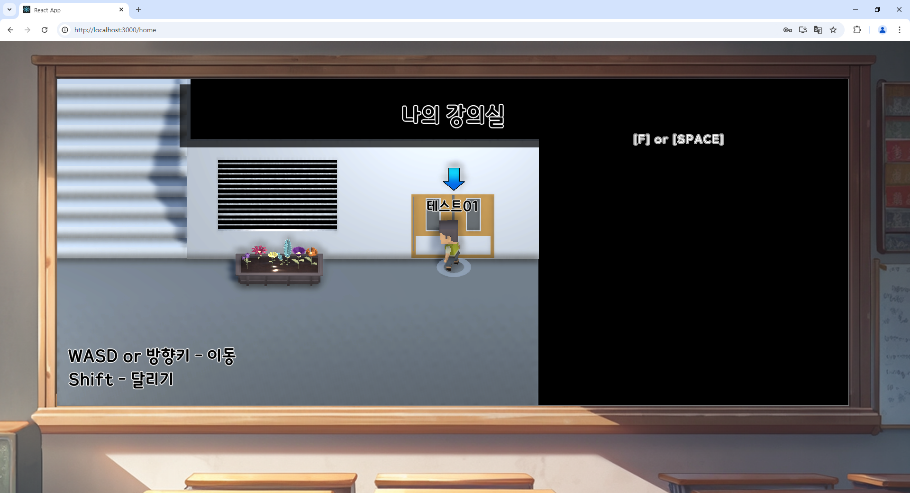 React App
http://localhost:3000/home
나의 강의실
[F] or [SPACE]
테스트01
WASD or 방향키 - 이동
Shift - 달리기